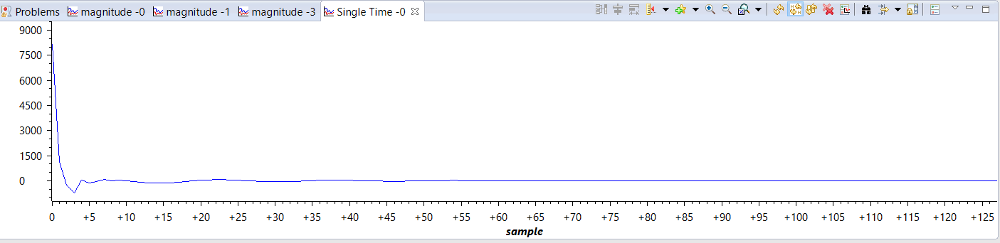 Problems magnitude -0 magnitude -1 magnitude -3 Single Time -0
9000
7500
6000
4500
3000
1500
0
0 +5 +10 +15 +20 +25 +30 +35 +40 +45 +50 +55 +60 +65 +70 +75 +80 +85 +90 +95 +100 +105 +110 +115 +120 +125
sample